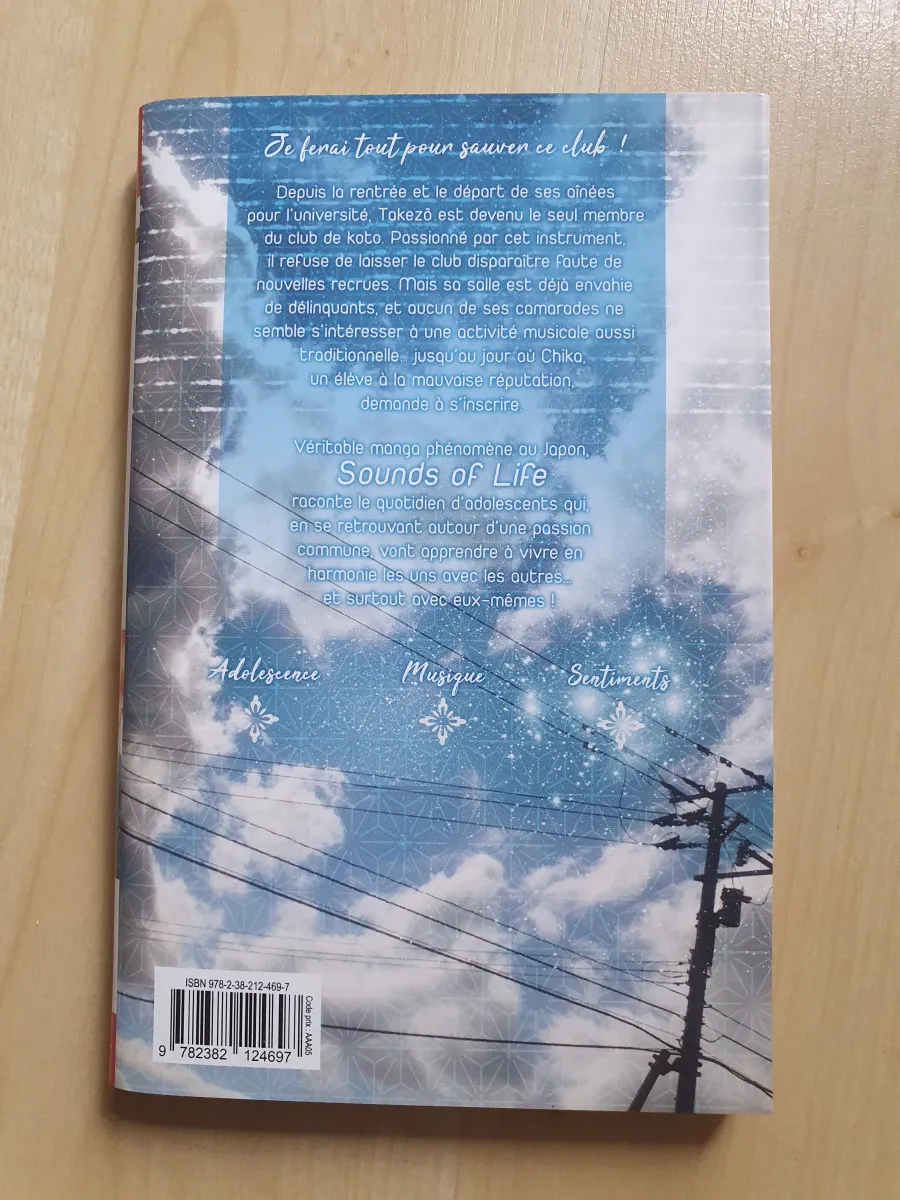 Je ferai tout pour sauver ce club !
Depuis la rentrée et le départ de ses aînées
pour l'université, Takezô est devenu le seul membre
du club de koto. Passionné par cet instrument,
il refuse de laisser le club disparaître faute de
nouvelles recrues. Mais sa salle est déjà envahie
de délinquants, et aucun de ses camarades ne
semble s'intéresser à une activité musicale aussi
traditionnelle... jusqu'au jour où Chika,
un élève à la mauvaise réputation,
demande à s'inscrire.
Véritable manga phénomène au Japon,
Sounds of Life
raconte le quotidien d'adolescents qui,
en se retrouvant autour d'une passion
commune, vont apprendre à vivre en
harmonie les uns avec les autres...
et surtout avec eux-mêmes !
Adolescence
Musique
Sentiments
ISBN 978-2-38-212-469-7
Code prix : AAA05
9 782382 124697